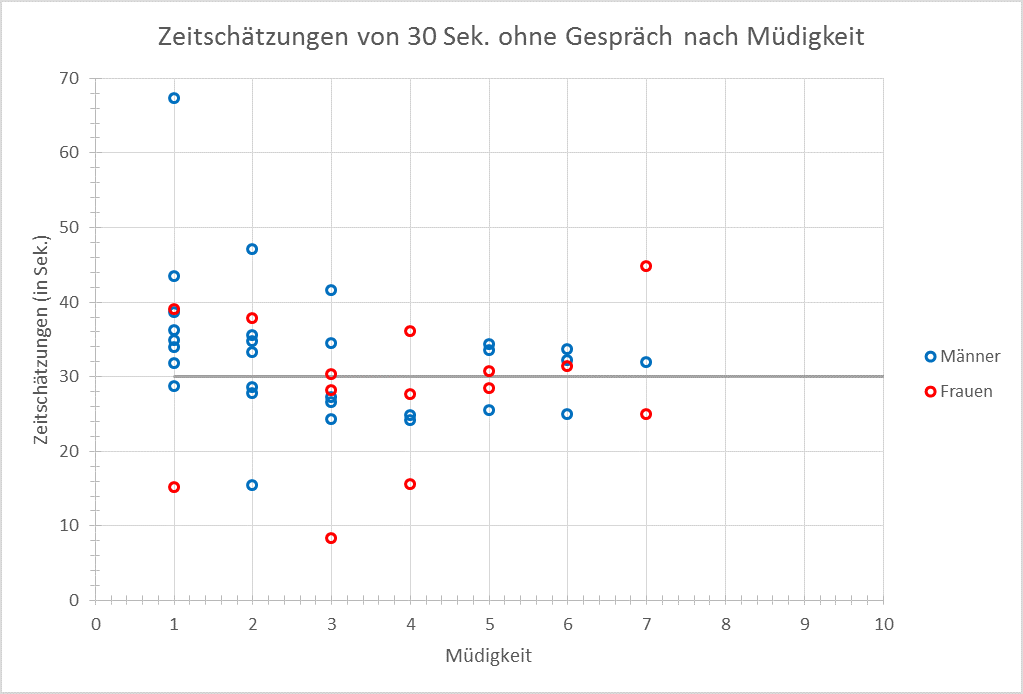 Zeitschätzungen von 30 Sek. ohne Gespräch nach Müdigkeit
70
60
50
40
30
20
10
0
Zeitschätzungen (in Sek.)
0 1 2 3 4 5 6 7 8 9 10
Müdigkeit
Männer
Frauen